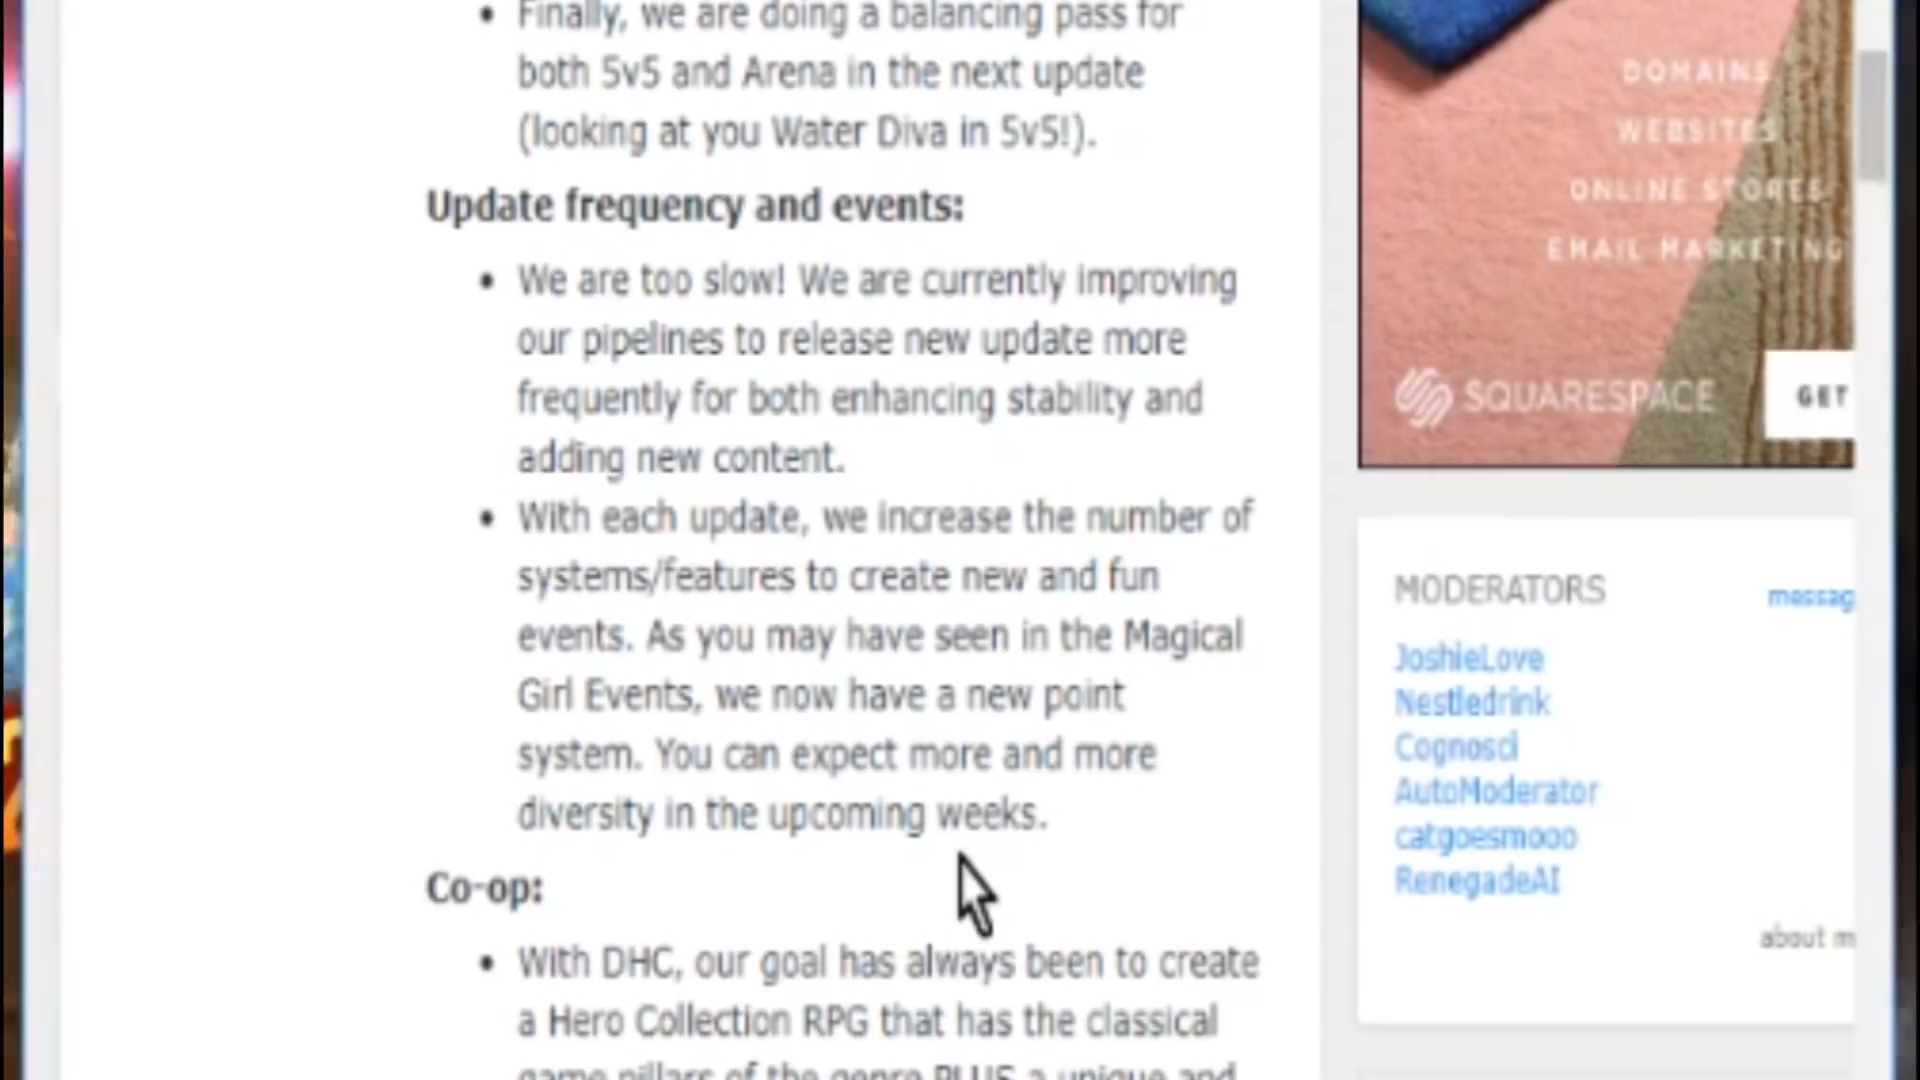 • Finally, we are doing a balancing pass for
both 5v5 and Arena in the next update
(looking at you Water Diva in 5v5!).
Update frequency and events:
• We are too slow! We are currently improving
our pipelines to release new update more
frequently for both enhancing stability and
adding new content.
• With each update, we increase the number of
systems/features to create new and fun
events. As you may have seen in the Magical
Girl Events, we now have a new point
system. You can expect more and more
diversity in the upcoming weeks.
Co-op:
• With DHC, our goal has always been to create
a Hero Collection RPG that has the classical
game pillars of the genre PLUS a unique and
DOMAINS
WEBSITES
ONLINE STORES
EMAIL MARKETING
SQUARESPACE
GET
MODERATORS
messag
JoshieLove
Nestledrink
Cognosci
AutoModerator
catgoesmooo
RenegadeAI
about m